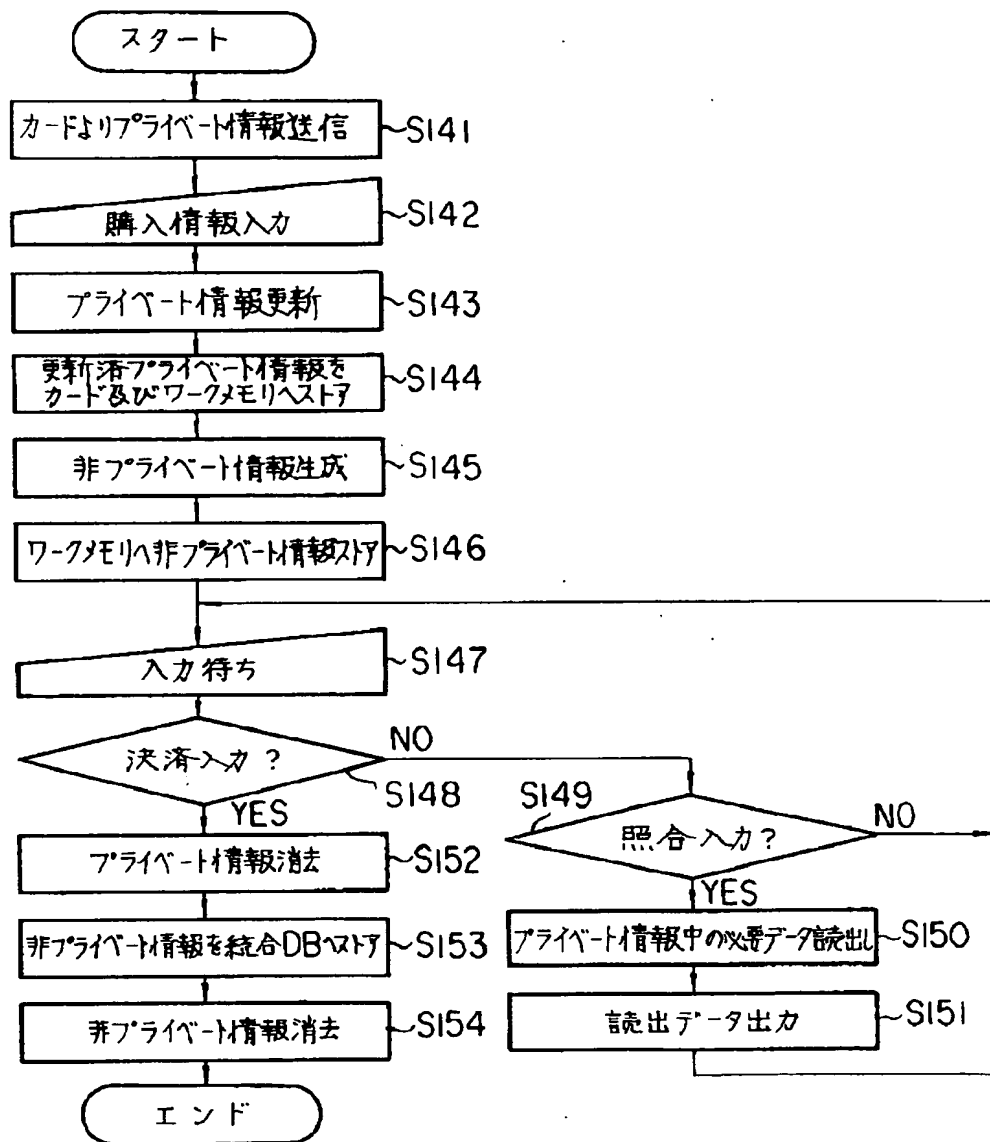 スタート
カードよりプライベート情報送信
S141
購入情報入力
S142
プライベート情報更新
S143
更新済プライベート情報を
カード及びワークメモリへストア
S144
非プライベート情報生成
S145
ワークメモリへ非プライベート情報ストア
S146
入力待ち
S147
決済入力?
NO
S148
YES
S149
照合入力?
NO
YES
プライベート情報消去
S152
プライベート情報中の必要データ読出し
S150
非プライベート情報を統合DBへストア
S153
読出データ出力
S151
非プライベート情報消去
S154
エンド